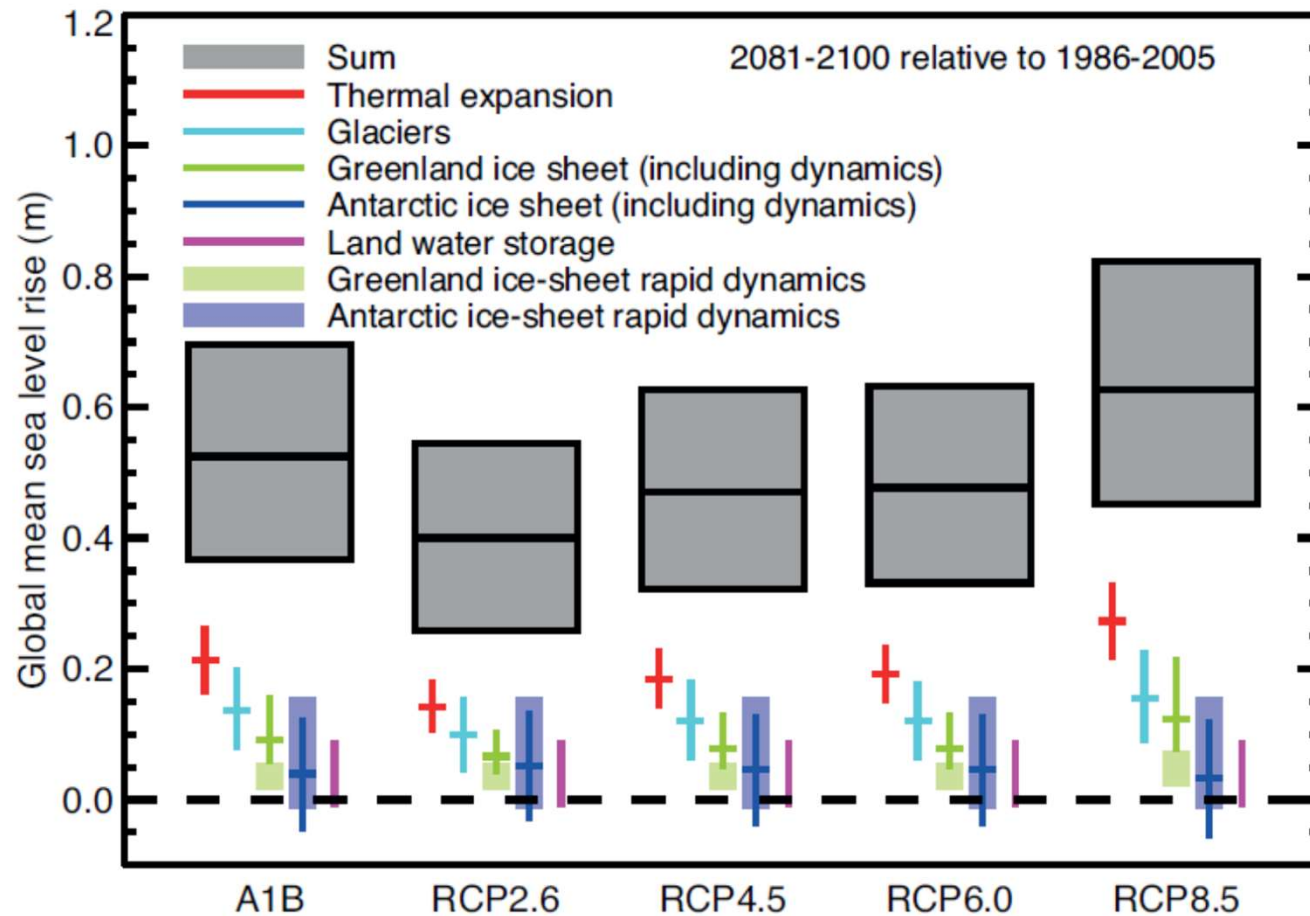 Global mean sea level rise (m)
1.2
1.0
0.8
0.6
0.4
0.2
0.0
2081-2100 relative to 1986-2005
Sum
Thermal expansion
Glaciers
Greenland ice sheet (including dynamics)
Antarctic ice sheet (including dynamics)
Land water storage
Greenland ice-sheet rapid dynamics
Antarctic ice-sheet rapid dynamics
A1B
RCP2.6
RCP4.5
RCP6.0
RCP8.5